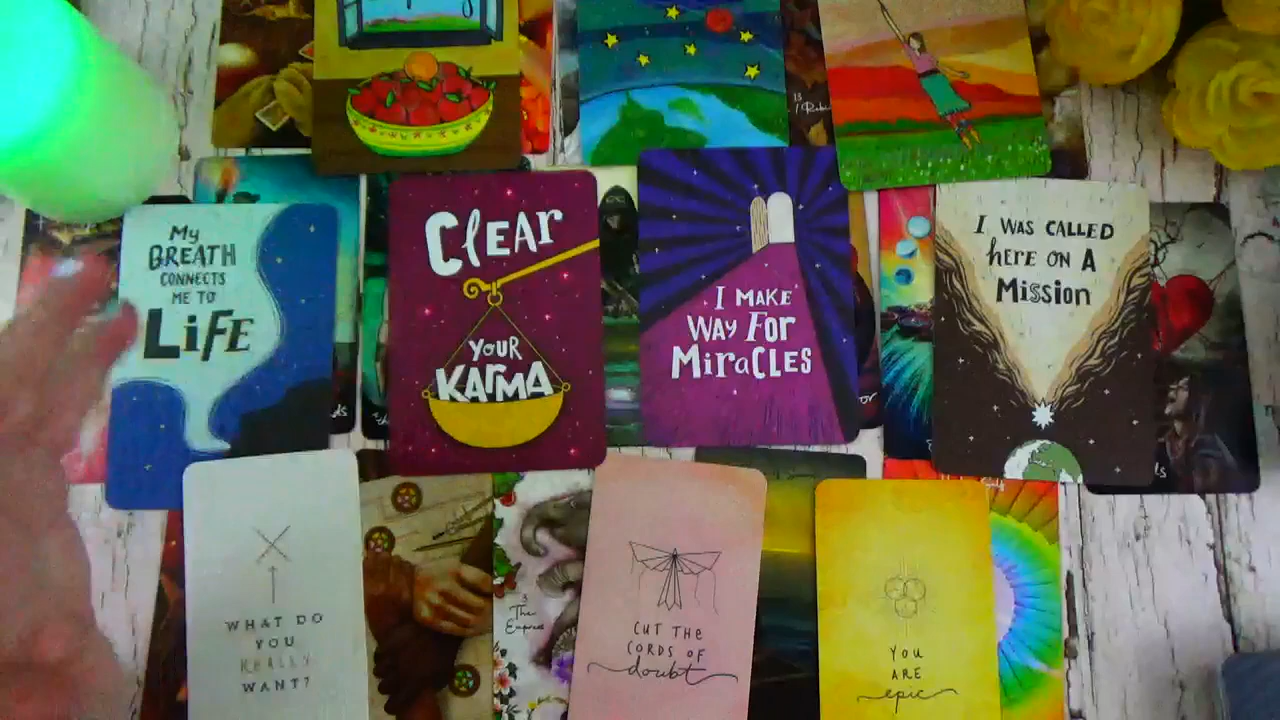 My
BREATH
CONNECTS
ME TO
LiFE
CLEAR
YOUR
KARMA
I MAKE
WAY FOR
MiRaCLES
I WAS CALLED
hERE ON A
MissioN
WHAT DO
YOU
REALLY
WANT?
3
The
Empress
CUT THE
CORDS OF
doubt
YOU
ARE
epic